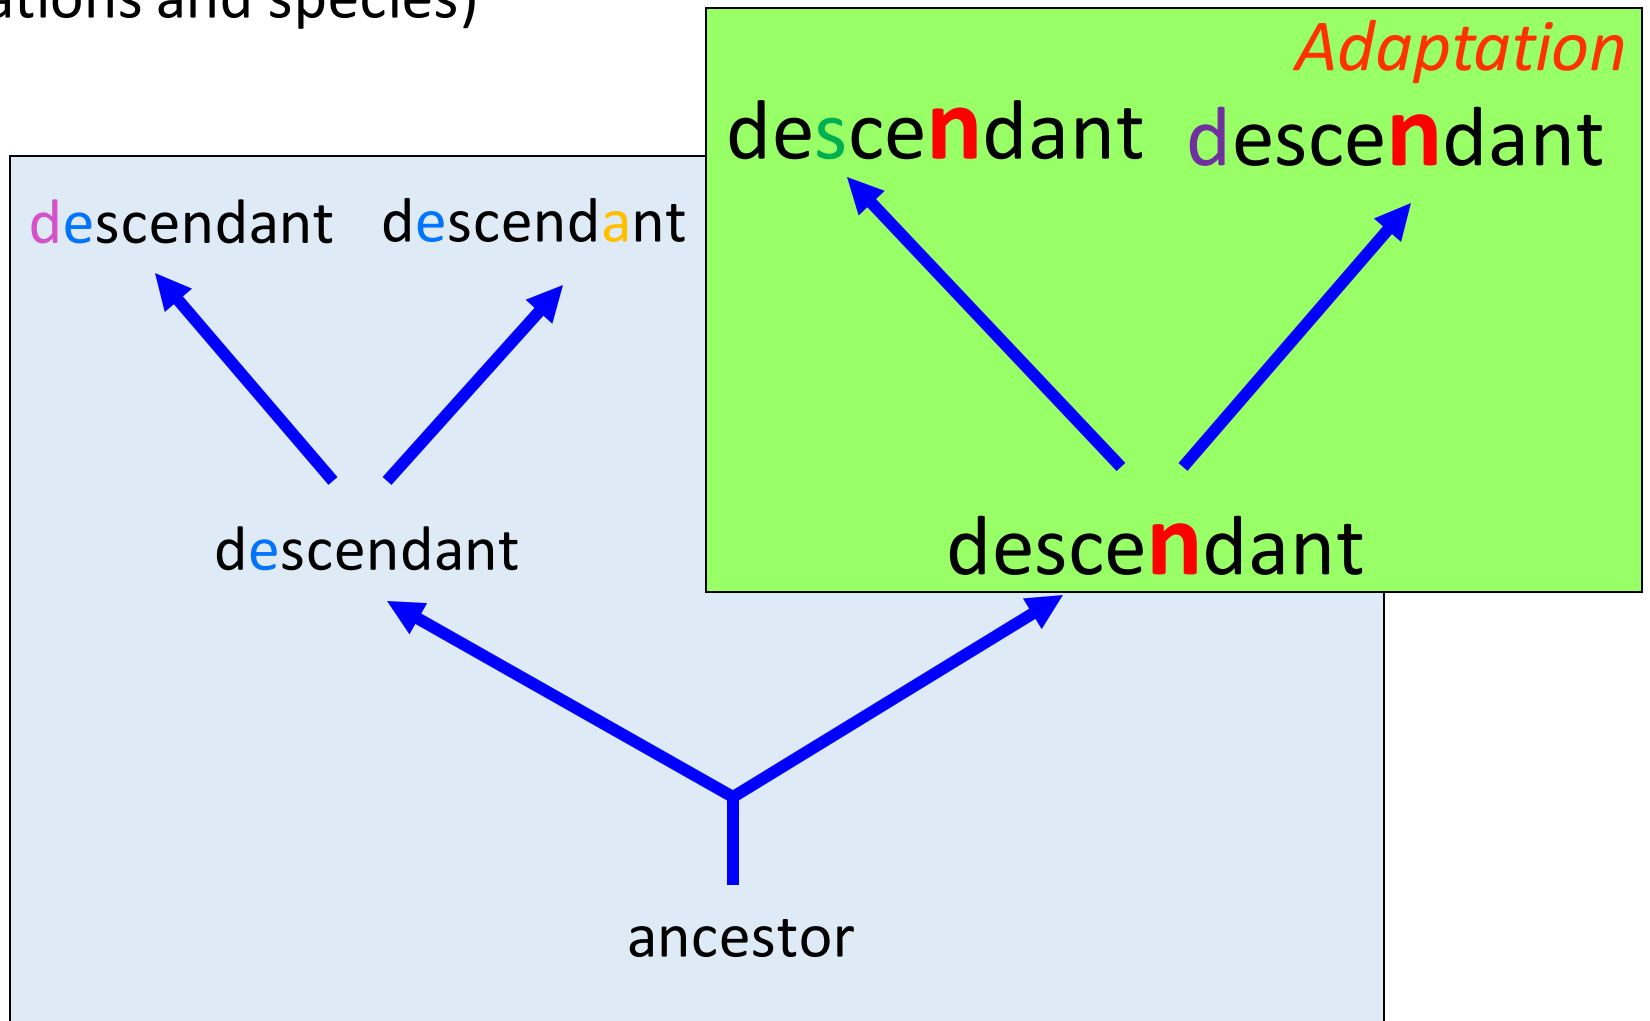 ations and species)
Adaptation
descendant descendant
descendant descendant
descendant
descendant
ancestor